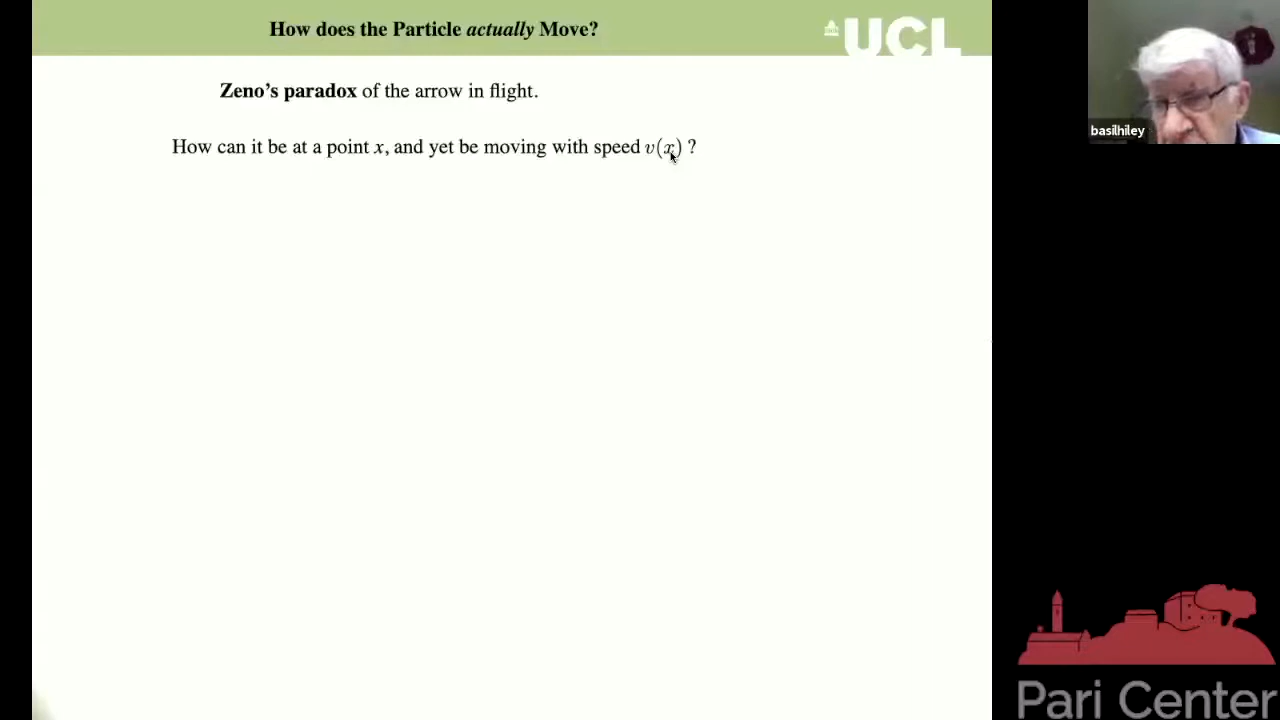 How does the Particle actually Move?
UCL
Zeno's paradox of the arrow in flight.
How can it be at a point x, and yet be moving with speed v(x) ?
basilhiley
Pari Center